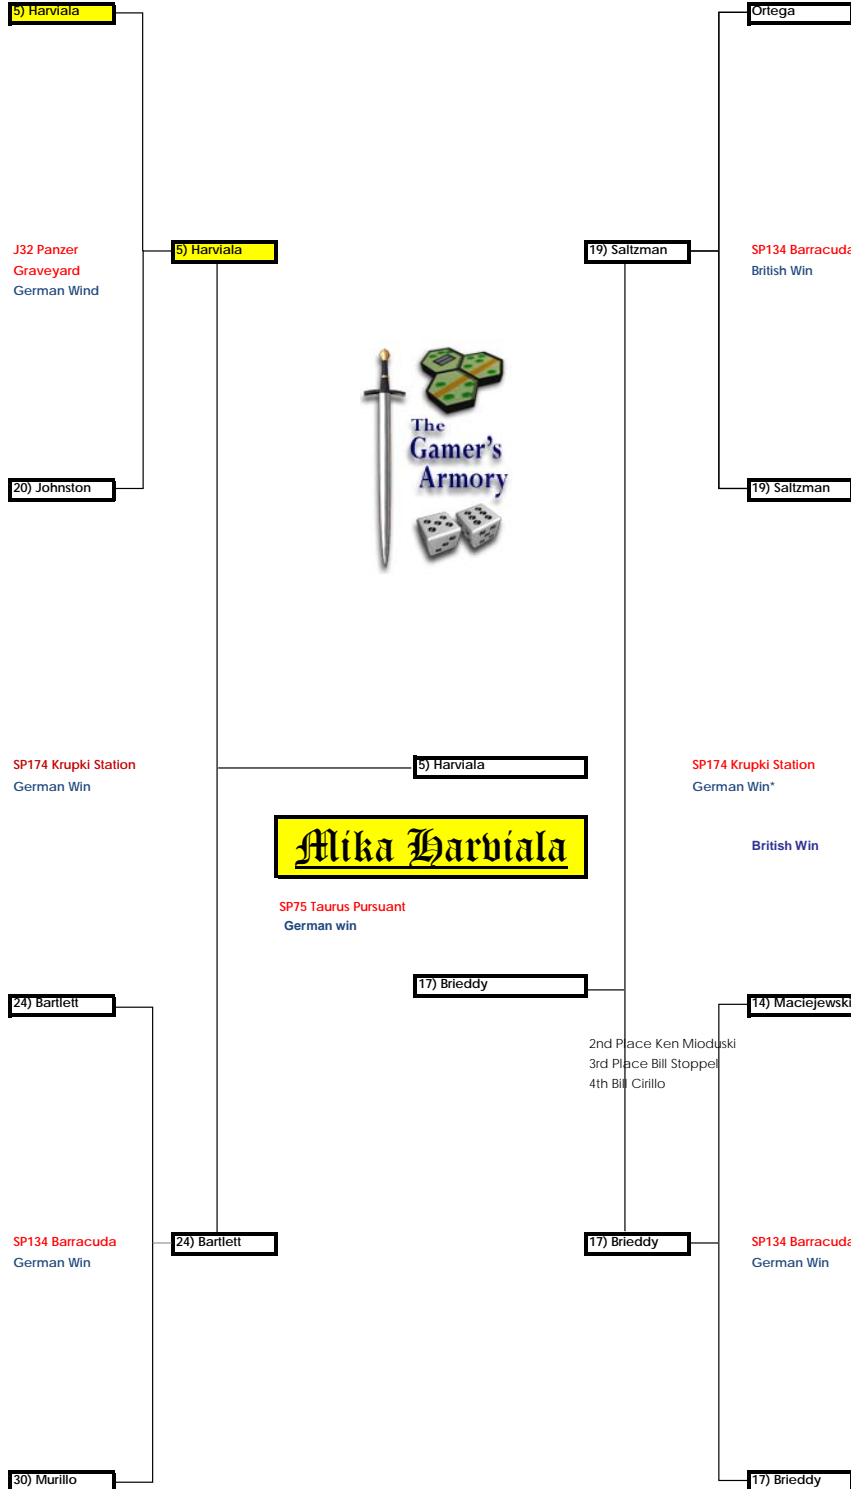 5) Harviala
Ortega
J32 Panzer
Graveyard
German Wind
5) Harviala
19) Saltzman
SP134 Barracuda
British Win
The
Gamer's
Armory
20) Johnston
19) Saltzman
SP174 Krupki Station
German Win
5) Harviala
SP174 Krupki Station
German Win*
Mika Harviala
British Win
SP75 Taurus Pursuant
German win
17) Brieddy
24) Bartlett
14) Maciejewski
2nd Place Ken Mioduski
3rd Place Bill Stoppel
4th Bill Cirillo
SP134 Barracuda
German Win
24) Bartlett
17) Brieddy
SP134 Barracuda
German Win
30) Murillo
17) Brieddy